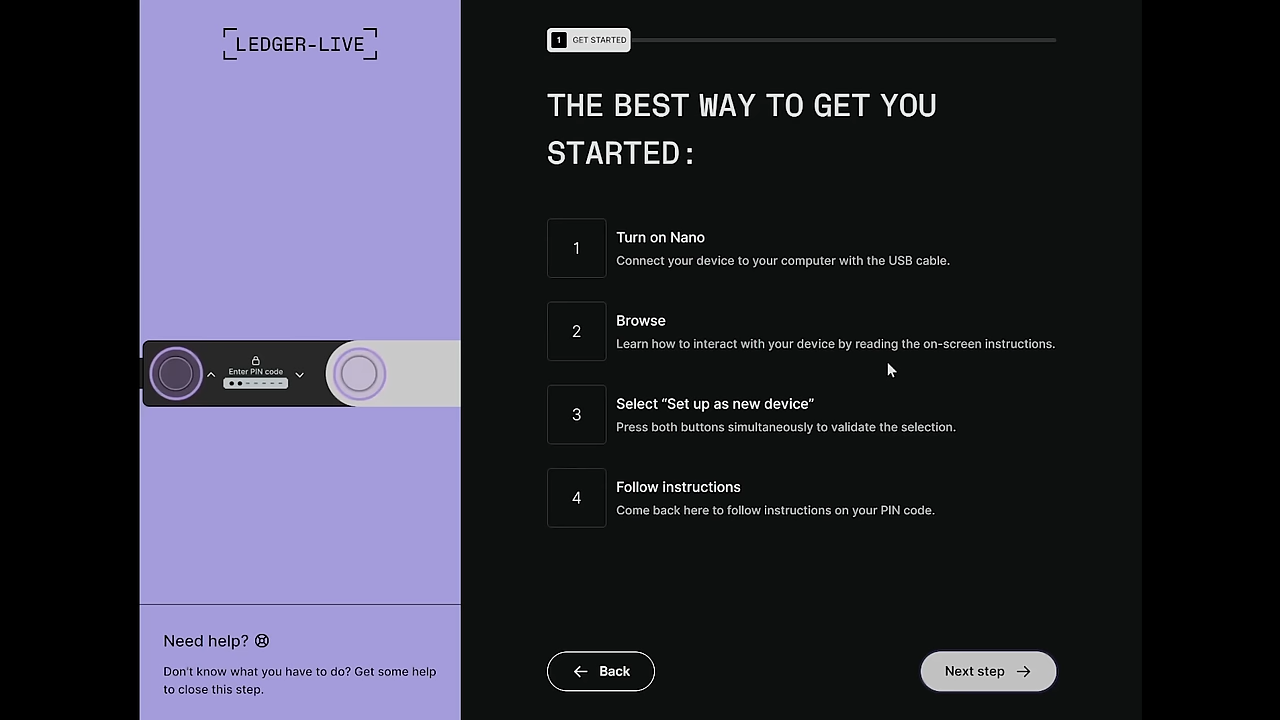 LEDGER-LIVE
Enter PIN code
Need help?
Don't know what you have to do? Get some help
to close this step.
1 GET STARTED
THE BEST WAY TO GET YOU
STARTED:
1
Turn on Nano
Connect your device to your computer with the USB cable.
2
Browse
Learn how to interact with your device by reading the on-screen instructions.
3
Select “Set up as new device”
Press both buttons simultaneously to validate the selection.
4
Follow instructions
Come back here to follow instructions on your PIN code.
Back
Next step